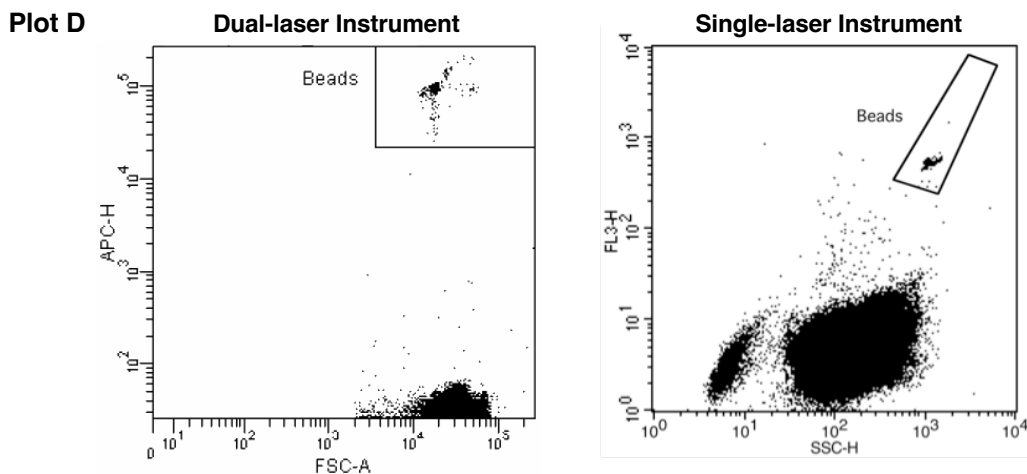 Plot D
Dual-laser Instrument
Beads
10^5
10^4
10^3
10^2
APC-H
0 10^1 10^2 10^3 10^4 10^5
FSC-A
Single-laser Instrument
10^4
Beads
10^3
10^2
10^1
10^0
FL3-H
10^0 10^1 10^2 10^3 10^4
SSC-H